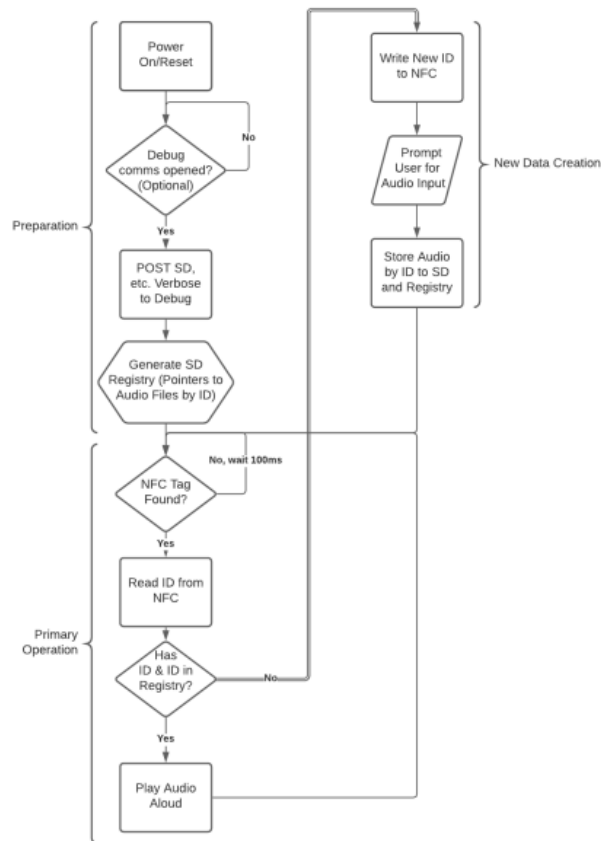 Power
On/Reset
No
Debug
comms opened?
(Optional)
Yes
Preparation
POST SD,
etc. Verbose
to Debug
Generate SD
Registry (Pointers to
Audio Files by ID)
No, wait 100ms
NFC Tag
Found?
Yes
Read ID from
NFC
Primary
Operation
Has
ID & ID in
Registry?
No
Yes
Play Audio
Aloud
Write New ID
to NFC
Prompt
User for
Audio Input
New Data Creation
Store Audio
by ID to SD
and Registry